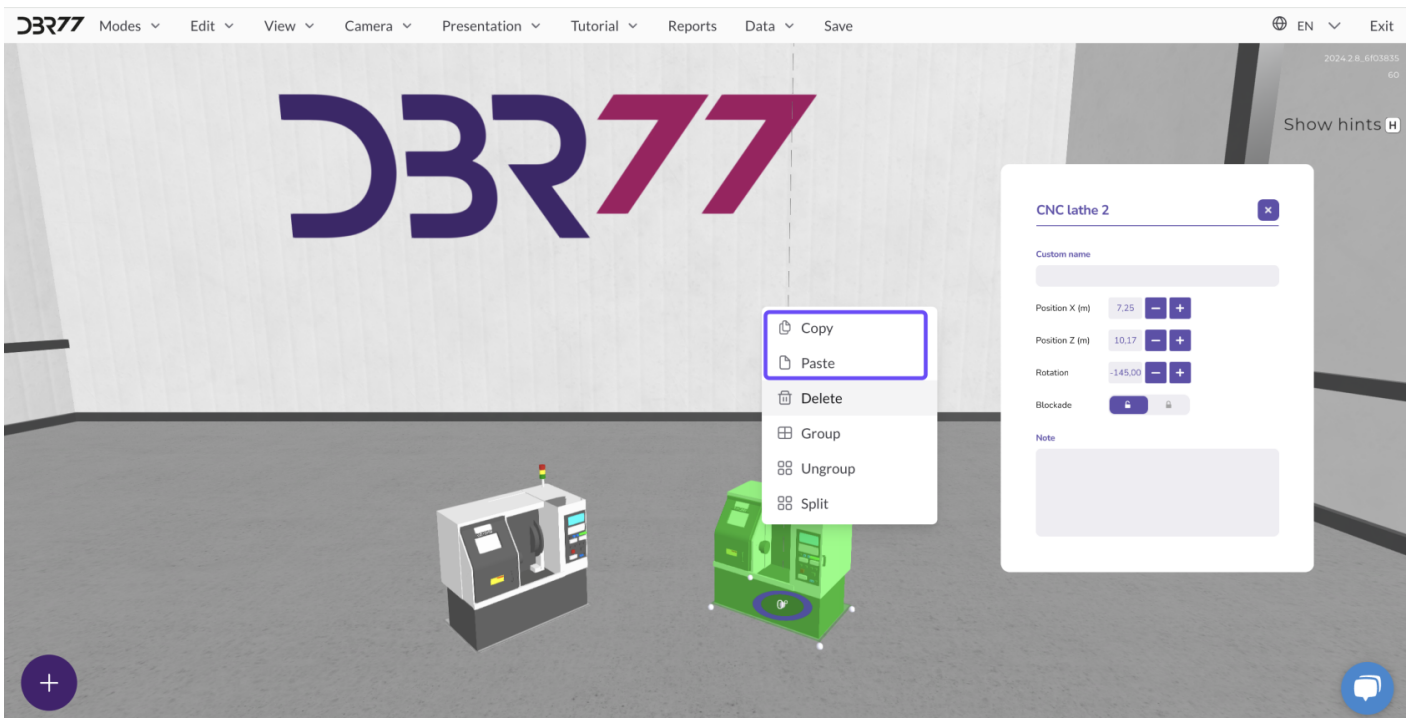 DBR77 Modes Edit View Camera Presentation Tutorial Reports Data Save EN Exit
2024.2.8_6f03835
60
Show hints H
DBR77
CNC lathe 2
Custom name
Position X (m) 7,25
Position Z (m) 10,17
Rotation -145,00
Blockade
Note
Copy
Paste
Delete
Group
Ungroup
Split